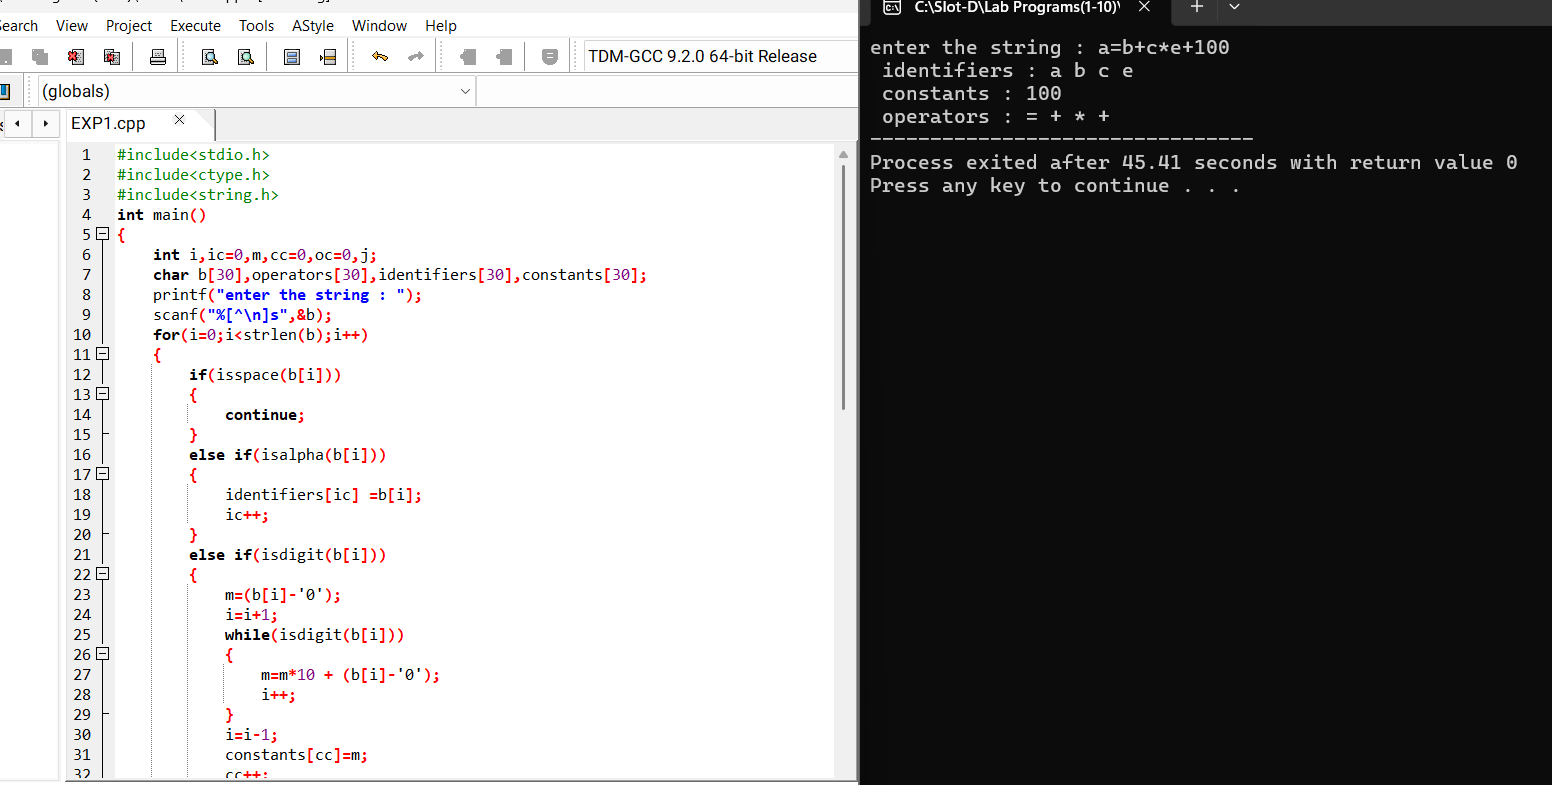 Search View Project Execute Tools AStyle Window Help
TDM-GCC 9.2.0 64-bit Release
(globals)
EXP1.cpp
1 #include<stdio.h>
2 #include<ctype.h>
3 #include<string.h>
4 int main()
5 {
6 int i,ic=0,m,cc=0,oc=0,j;
7 char b[30],operators[30],identifiers[30],constants[30];
8 printf("enter the string : ");
9 scanf("%[^\n]s",&b);
10 for(i=0;i<strlen(b);i++)
11 {
12 if(isspace(b[i]))
13 {
14 continue;
15 }
16 else if(isalpha(b[i]))
17 {
18 identifiers[ic] =b[i];
19 ic++;
20 }
21 else if(isdigit(b[i]))
22 {
23 m=(b[i]-'0');
24 i=i+1;
25 while(isdigit(b[i]))
26 {
27 m=m*10 + (b[i]-'0');
28 i++;
29 }
30 i=i-1;
31 constants[cc]=m;
32 cc++;
C:\Slot-D\Lab Programs(1-10)\
enter the string : a=b+c*e+100
identifiers : a b c e
constants : 100
operators : = + * +
--------------------------------
Process exited after 45.41 seconds with return value 0
Press any key to continue . . .